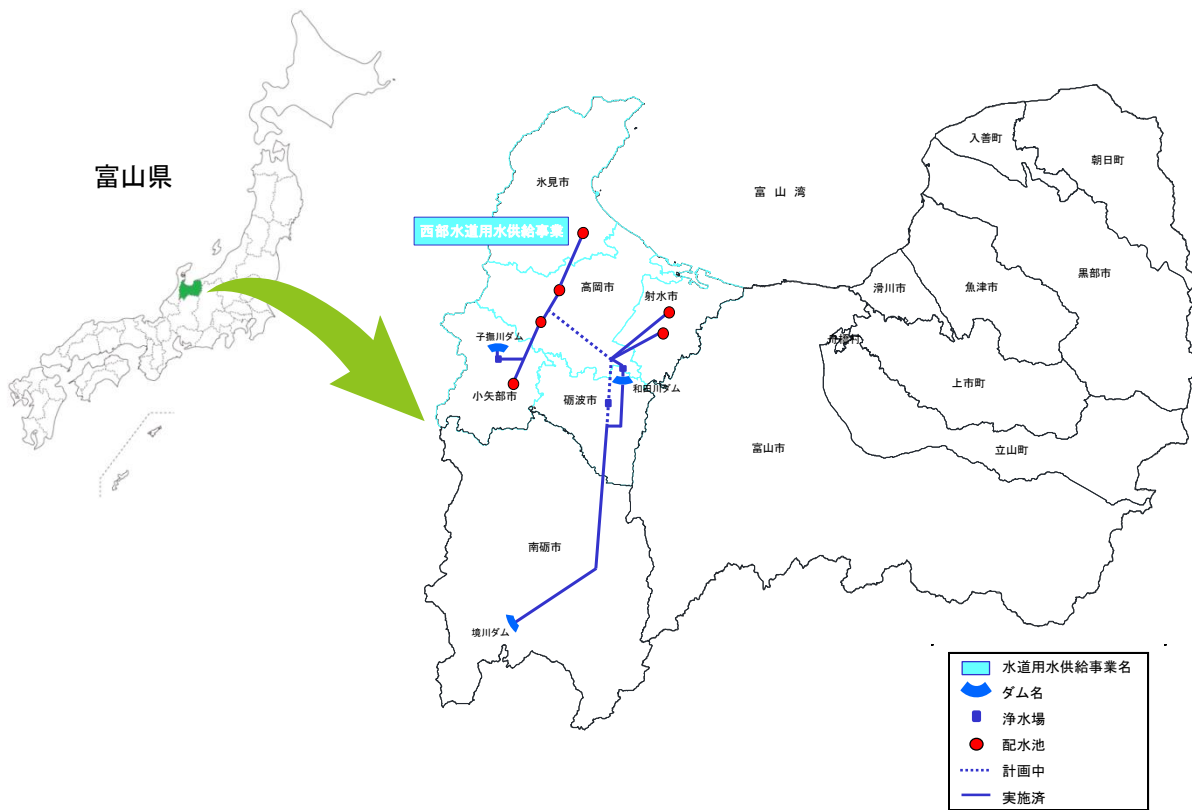 富山県
入善町
朝日町
氷見市
富山湾
西部水道用水供給事業
黒部市
高岡市
滑川市
魚津市
射水市
子撫川ダム
舟橋村
上市町
和田川ダム
小矢部市
砺波市
富山市
立山町
南砺市
境川ダム
水道用水供給事業名
ダム名
浄水場
配水池
計画中
実施済